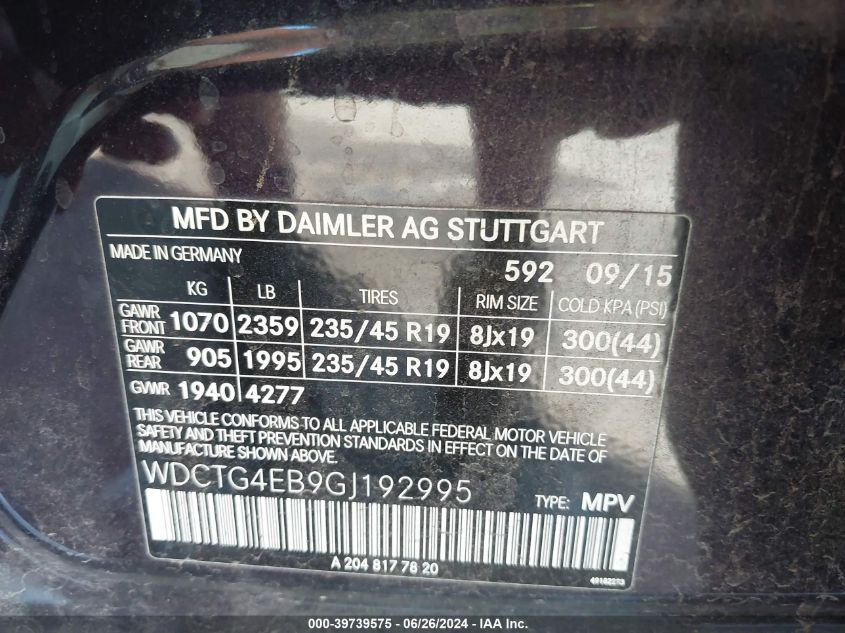 MFD BY DAIMLER AG STUTTGART
MADE IN GERMANY 592 09/15
KG LB TIRES RIM SIZE COLD KPA (PSI)
GAWR FRONT 1070 2359 235/45 R19 8Jx19 300(44)
GAWR REAR 905 1995 235/45 R19 8Jx19 300(44)
GVWR 1940 4277
THIS VEHICLE CONFORMS TO ALL APPLICABLE FEDERAL MOTOR VEHICLE
SAFETY AND THEFT PREVENTION STANDARDS IN EFFECT ON THE DATE OF
MANUFACTURE SHOWN ABOVE.
WDCTG4EB9GJ192995 TYPE: MPV
A 204 817 78 20
000-39739575 - 06/26/2024 - IAA Inc.